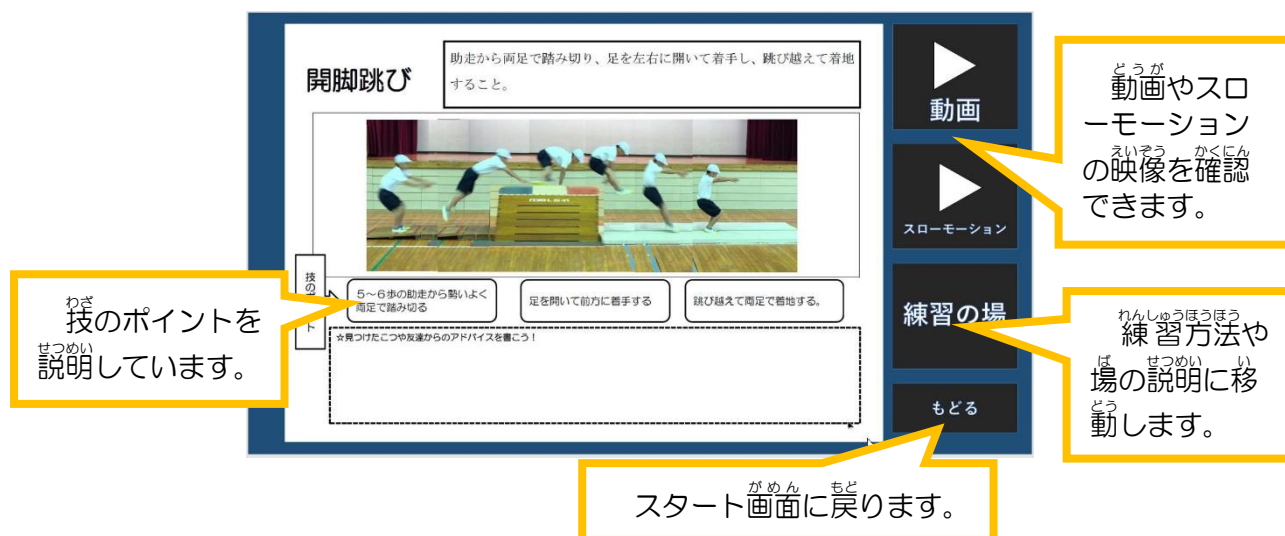 開脚跳び
助走から両足で踏み切り、足を左右に開いて着手し、跳び越えて着地
すること。
動画
スローモーション
練習の場
もどる
5～6歩の助走から勢いよく
両足で踏み切る
足を開いて前方に着手する
跳び越えて両足で着地する。
☆見つけたこつや友達からのアドバイスを書こう！
どうが
動画やスロ
ーモーション
えいぞう かくにん
の映像を確認
できます。
わざ
技のポイントを
せつめい
説明しています。
れんしゅうほうほう
練習方法や
ば せつめい い
場の説明に移
どう
動します。
がめん もど
スタート画面に戻ります。